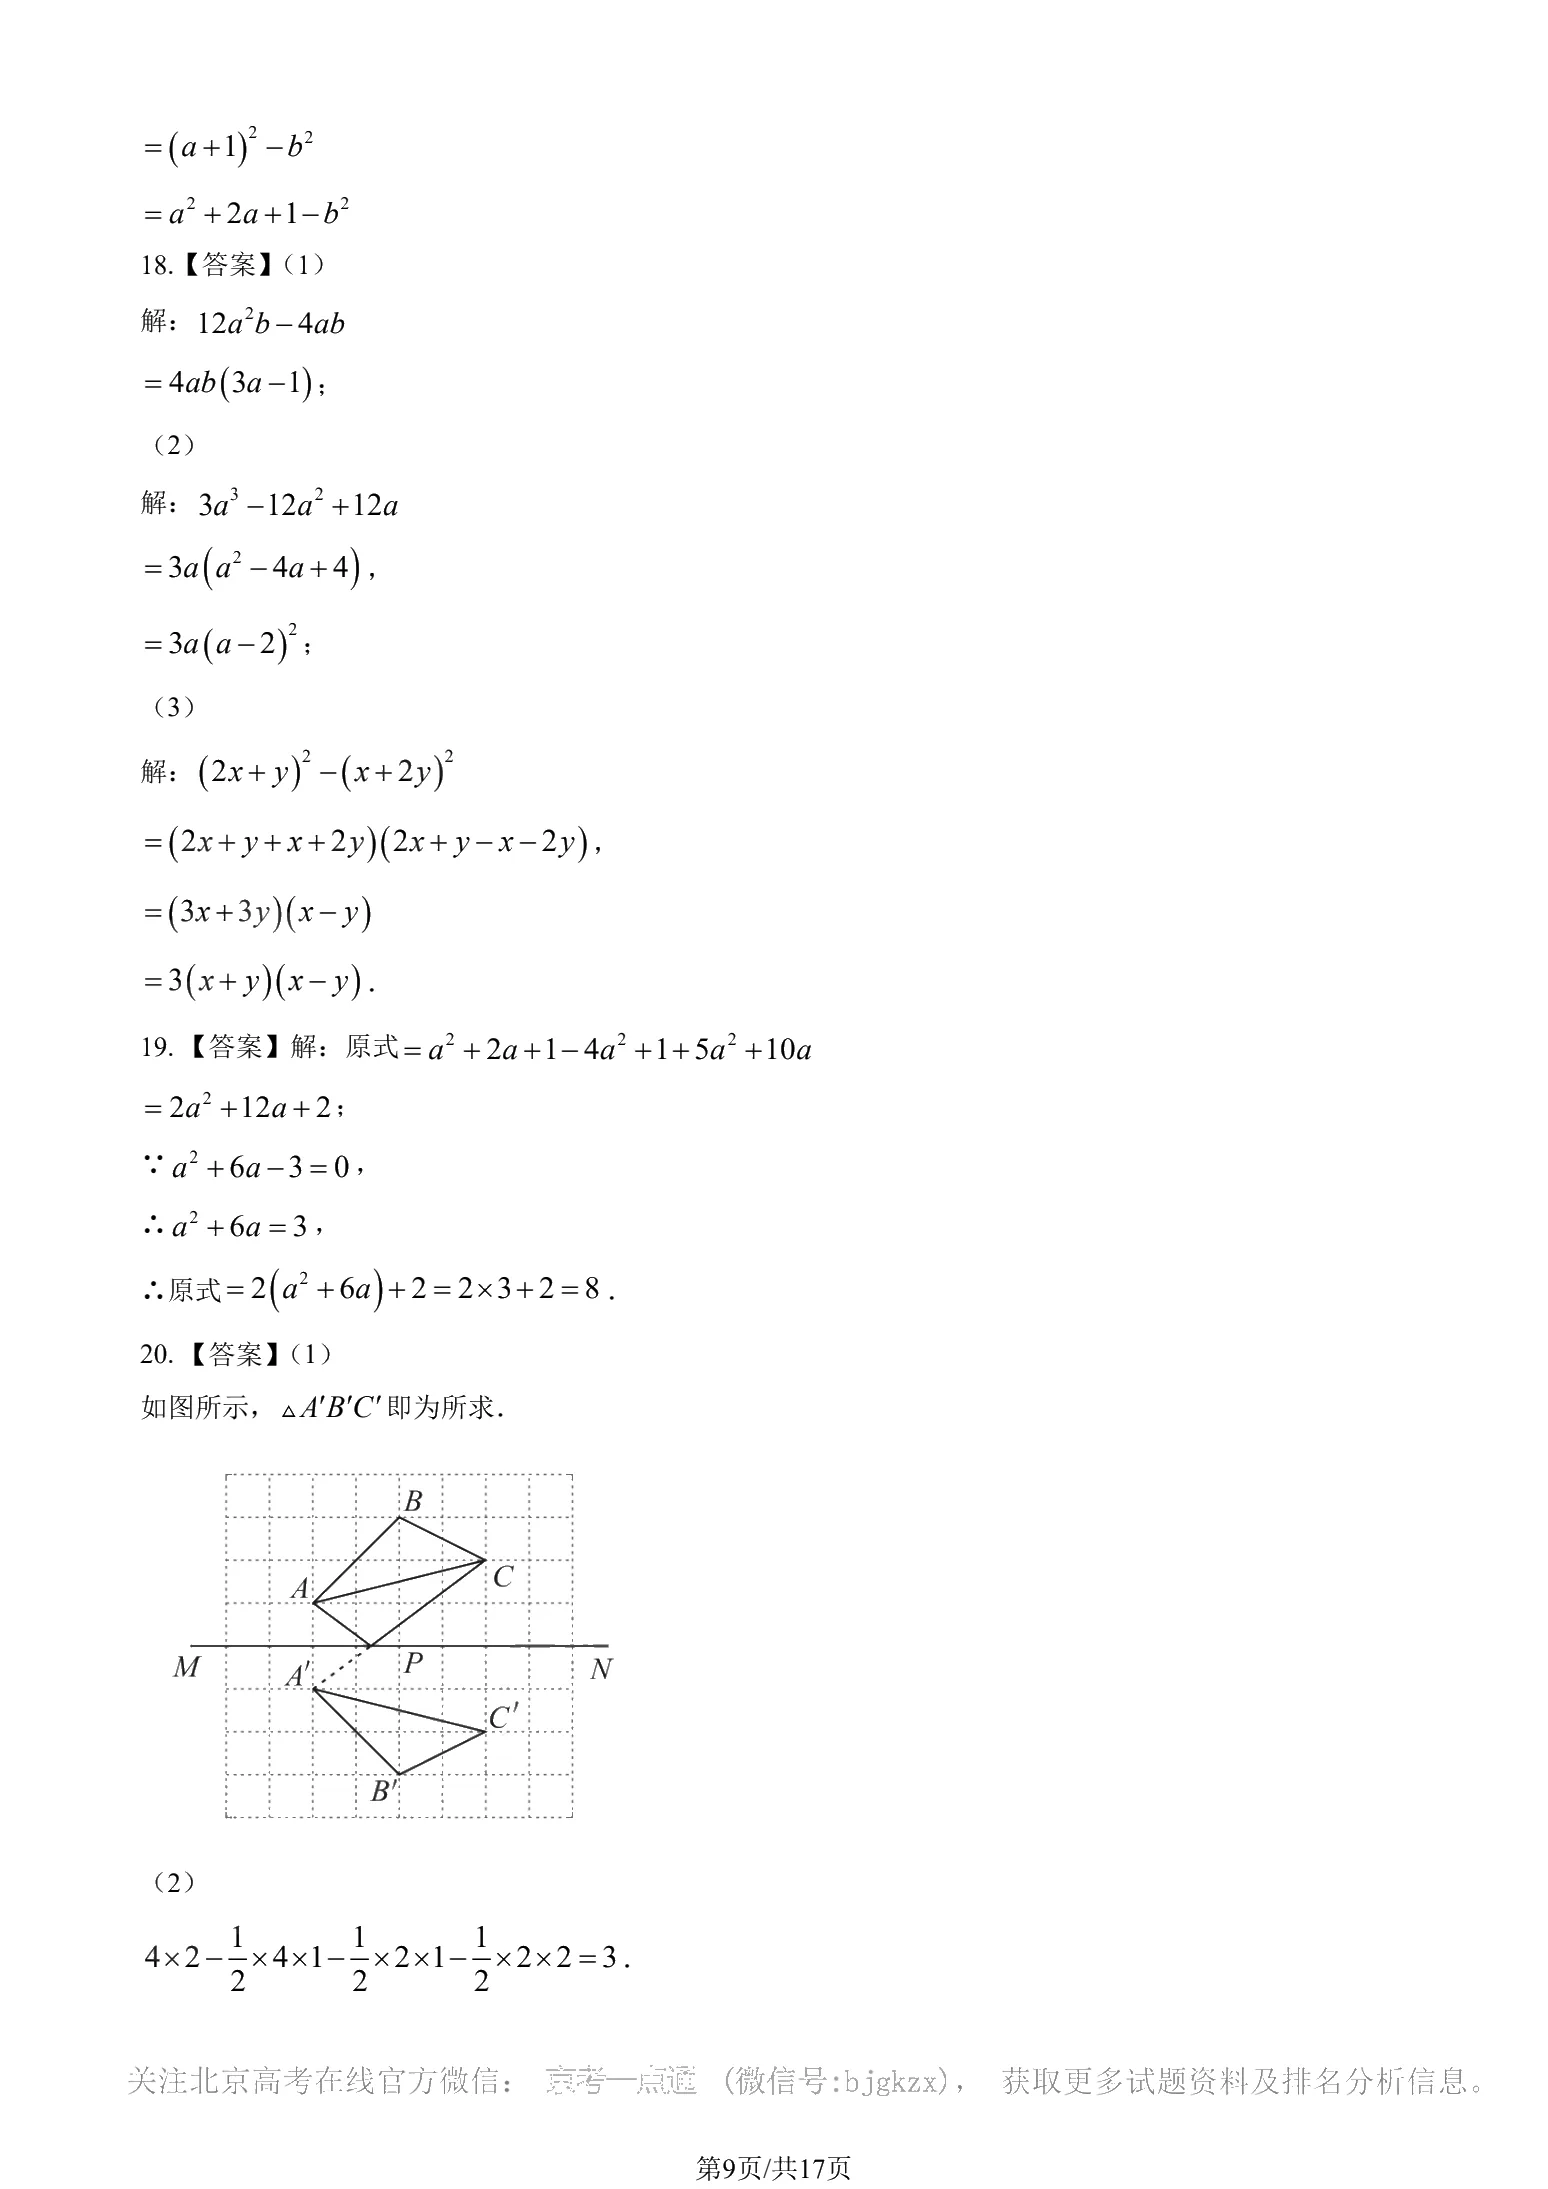 =(a+1)²−b²
=a²+2a+1−b²
18.【答案】（1）
解：12a²b−4ab
=4ab(3a−1)；
（2）
解：3a³−12a²+12a
=3a(a²−4a+4)，
=3a(a−2)²；
（3）
解：(2x+y)²−(x+2y)²
=(2x+y+x+2y)(2x+y−x−2y)，
=(3x+3y)(x−y)
=3(x+y)(x−y).
19.【答案】解：原式=a²+2a+1−4a²+1+5a²+10a
=2a²+12a+2；
∵a²+6a−3=0，
∴a²+6a=3，
∴原式=2(a²+6a)+2=2×3+2=8.
20.【答案】（1）
如图所示，△A′B′C′即为所求.
B
C
A
M
A′
P
N
C′
B′
（2）
4×2−1/2×4×1−1/2×2×1−1/2×2×2=3.
关注北京高考在线官方微信：京考一点通（微信号:bjgkzx），获取更多试题资料及排名分析信息。
第9页/共17页